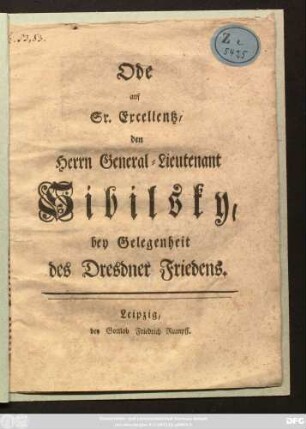 Z c
5425
Ode
auf
Sr. Excellentz,
den
Herrn General-Lieutenant
Sibilsky,
bey Gelegenheit
des Dresdner Friedens.
Leipzig,
bey Gottlob Friedrich Rumpff.